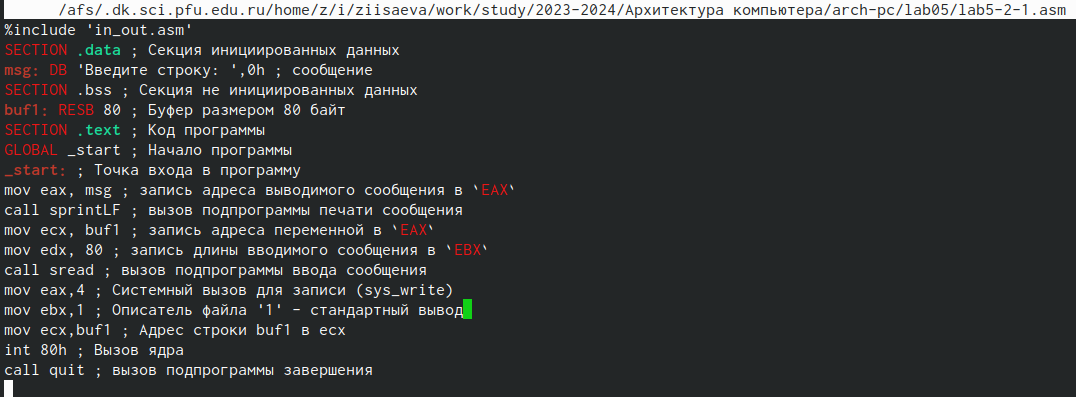 /afs/.dk.sci.pfu.edu.ru/home/z/i/ziisaeva/work/study/2023-2024/Архитектура компьютера/arch-pc/lab05/lab5-2-1.asm
%include 'in_out.asm'
SECTION .data ; Секция инициированных данных
msg: DB 'Введите строку: ',0h ; сообщение
SECTION .bss ; Секция не инициированных данных
buf1: RESB 80 ; Буфер размером 80 байт
SECTION .text ; Код программы
GLOBAL _start ; Начало программы
_start: ; Точка входа в программу
mov eax, msg ; запись адреса выводимого сообщения в `EAX`
call sprintLF ; вызов подпрограммы печати сообщения
mov ecx, buf1 ; запись адреса переменной в `EAX`
mov edx, 80 ; запись длины вводимого сообщения в `EBX`
call sread ; вызов подпрограммы ввода сообщения
mov eax,4 ; Системный вызов для записи (sys_write)
mov ebx,1 ; Описатель файла '1' - стандартный вывод
mov ecx,buf1 ; Адрес строки buf1 в ecx
int 80h ; Вызов ядра
call quit ; вызов подпрограммы завершения